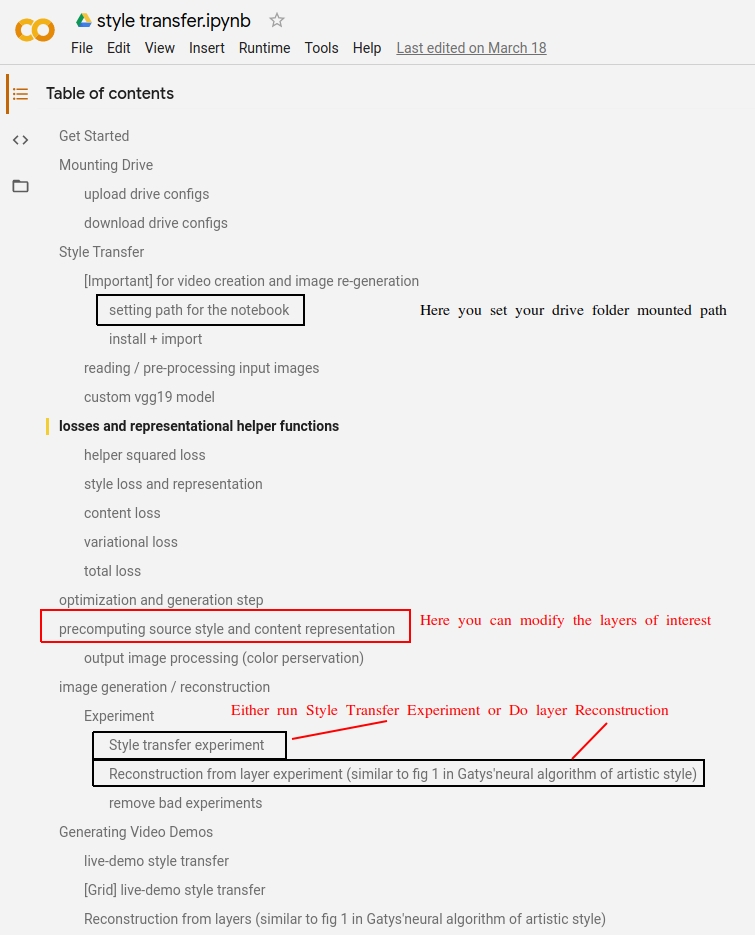 style transfer.ipynb
File Edit View Insert Runtime Tools Help Last edited on March 18
Table of contents
Get Started
Mounting Drive
upload drive configs
download drive configs
Style Transfer
[Important] for video creation and image re-generation
setting path for the notebook Here you set your drive folder mounted path
install + import
reading / pre-processing input images
custom vgg19 model
losses and representational helper functions
helper squared loss
style loss and representation
content loss
variational loss
total loss
optimization and generation step
precomputing source style and content representation Here you can modify the layers of interest
output image processing (color perservation)
image generation / reconstruction
Experiment Either run Style Transfer Experiment or Do layer Reconstruction
Style transfer experiment
Reconstruction from layer experiment (similar to fig 1 in Gatys'neural algorithm of artistic style)
remove bad experiments
Generating Video Demos
live-demo style transfer
[Grid] live-demo style transfer
Reconstruction from layers (similar to fig 1 in Gatys'neural algorithm of artistic style)